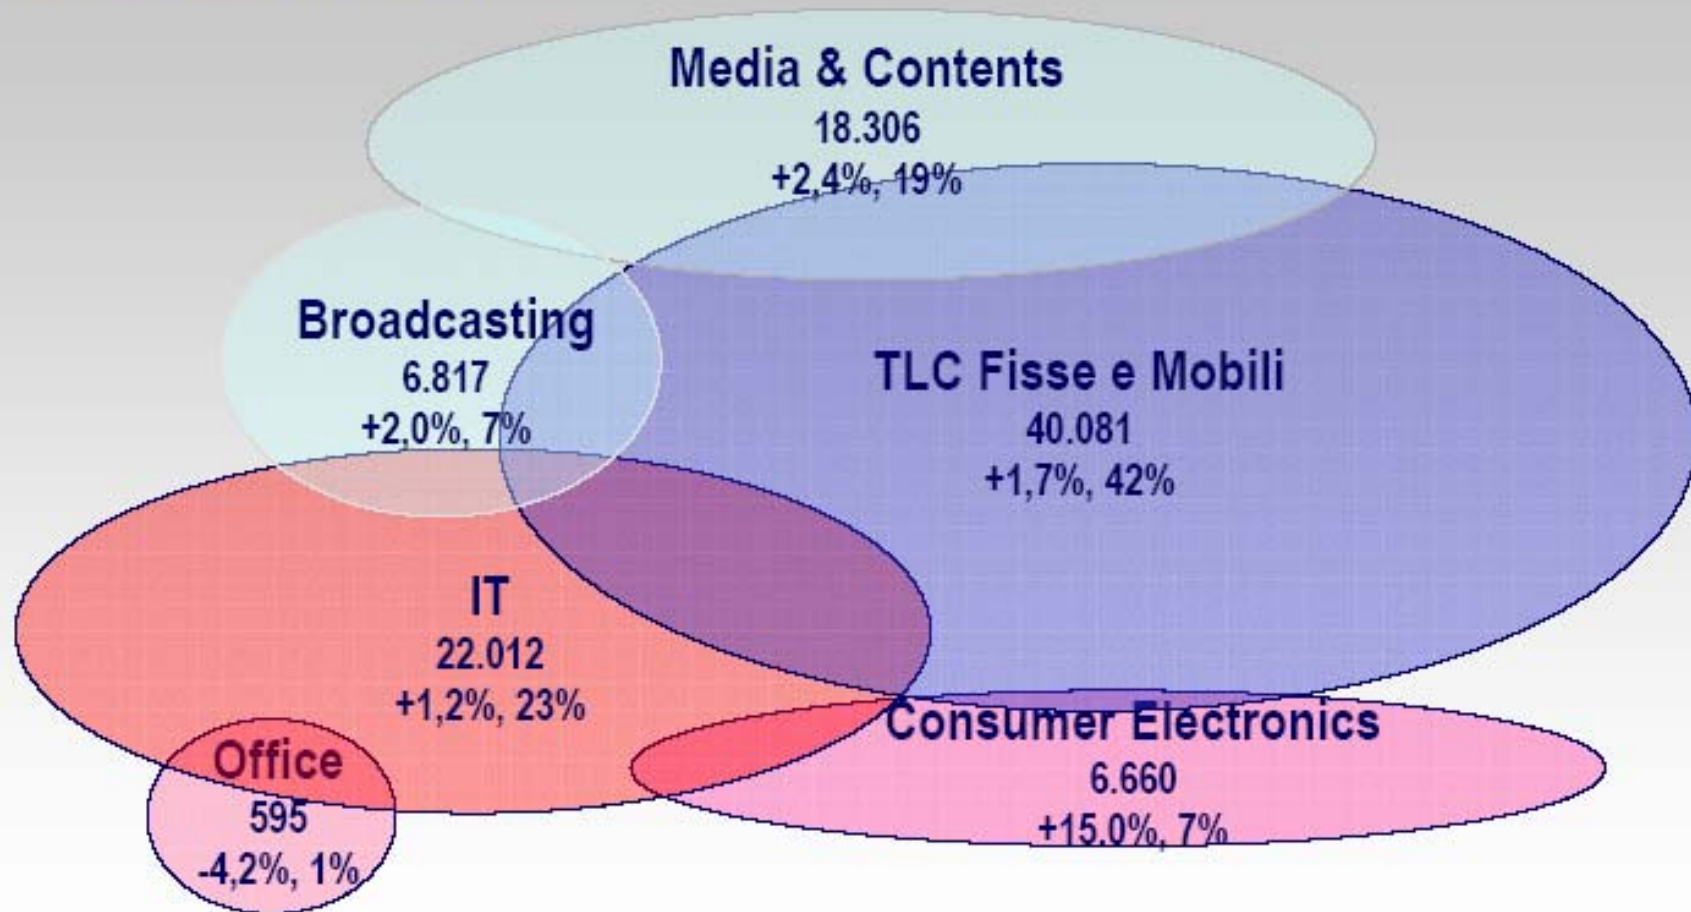 Media & Contents
18.306
+2,4%, 19%
Broadcasting
6.817
+2,0%, 7%
TLC Fisse e Mobili
40.081
+1,7%, 42%
IT
22.012
+1,2%, 23%
Office
595
-4,2%, 1%
Consumer Electronics
6.660
+15.0%, 7%